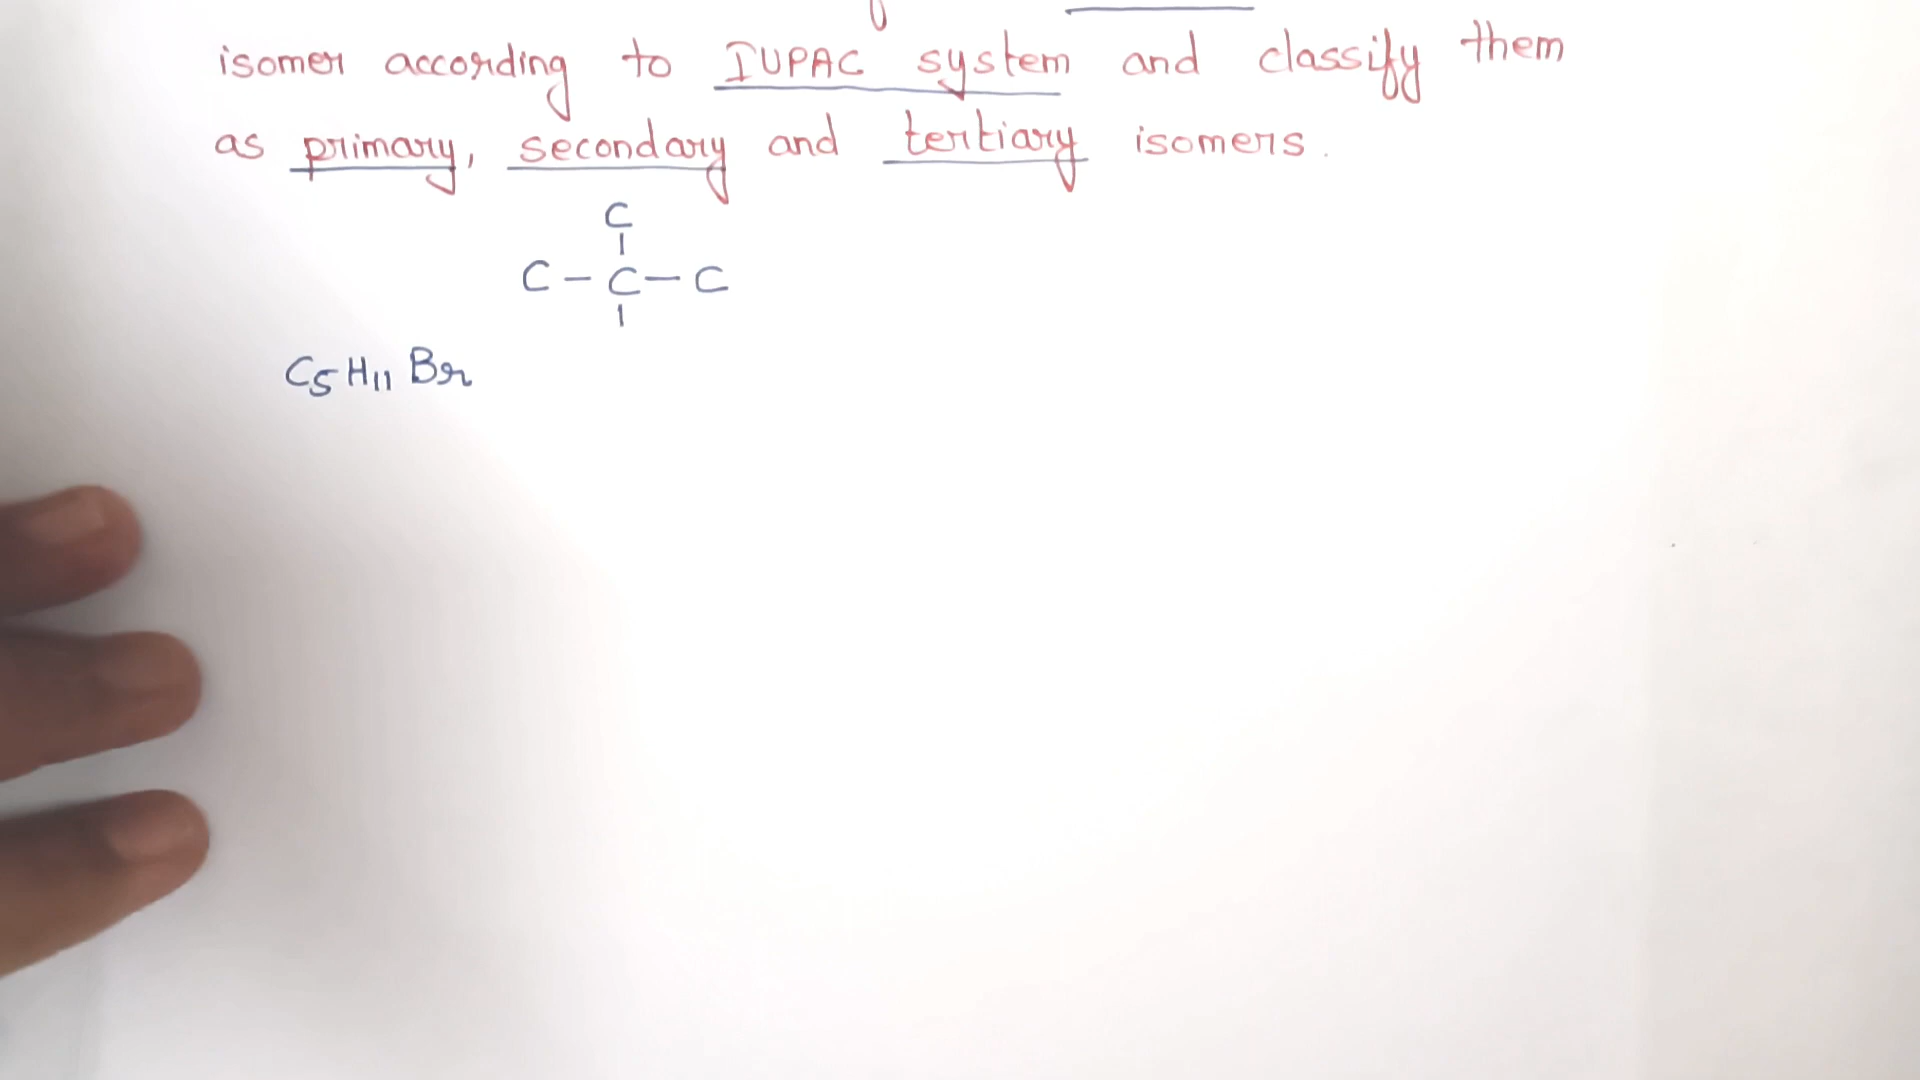 isomer according to IUPAC system and classify them
as primary, secondary and tertiary isomers.
C
C - C - C
C5H11Br